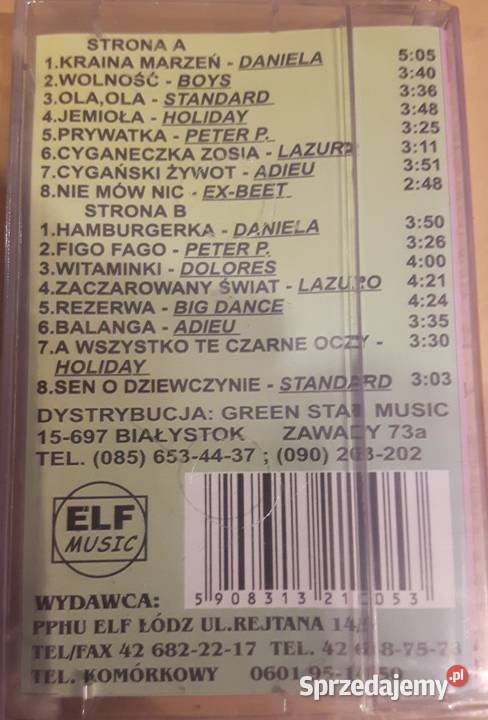 STRONA A
1.KRAINA MARZEŃ - DANIELA 5:05
2.WOLNOŚĆ - BOYS 3:40
3.OLA,OLA - STANDARD 3:36
4.JEMIOŁA - HOLIDAY 3:48
5.PRYWATKA - PETER P. 3:25
6.CYGANECZKA ZOSIA - LAZURO 3:11
7.CYGAŃSKI ŻYWOT - ADIEU 3:51
8.NIE MÓW NIC - EX-BEET 2:48
STRONA B
1.HAMBURGERKA - DANIELA 3:50
2.FIGO FAGO - PETER P. 3:26
3.WITAMINKI - DOLORES 4:00
4.ZACZAROWANY ŚWIAT - LAZURO 4:21
5.REZERWA - BIG DANCE 4:24
6.BALANGA - ADIEU 3:35
7.A WSZYSTKO TE CZARNE OCZY - 3:30
HOLIDAY
8.SEN O DZIEWCZYNIE - STANDARD 3:03
DYSTRYBUCJA: GREEN STAR MUSIC
15-697 BIAŁYSTOK ZAWADY 73a
TEL. (085) 653-44-37 ; (090)
ELF
MUSIC
WYDAWCA:
PPHU ELF ŁÓDZ UL.REJTANA
TEL/FAX 42 682-22-17 TEL. 42
TEL. KOMÓRKOWY
Sprzedajemy.pl